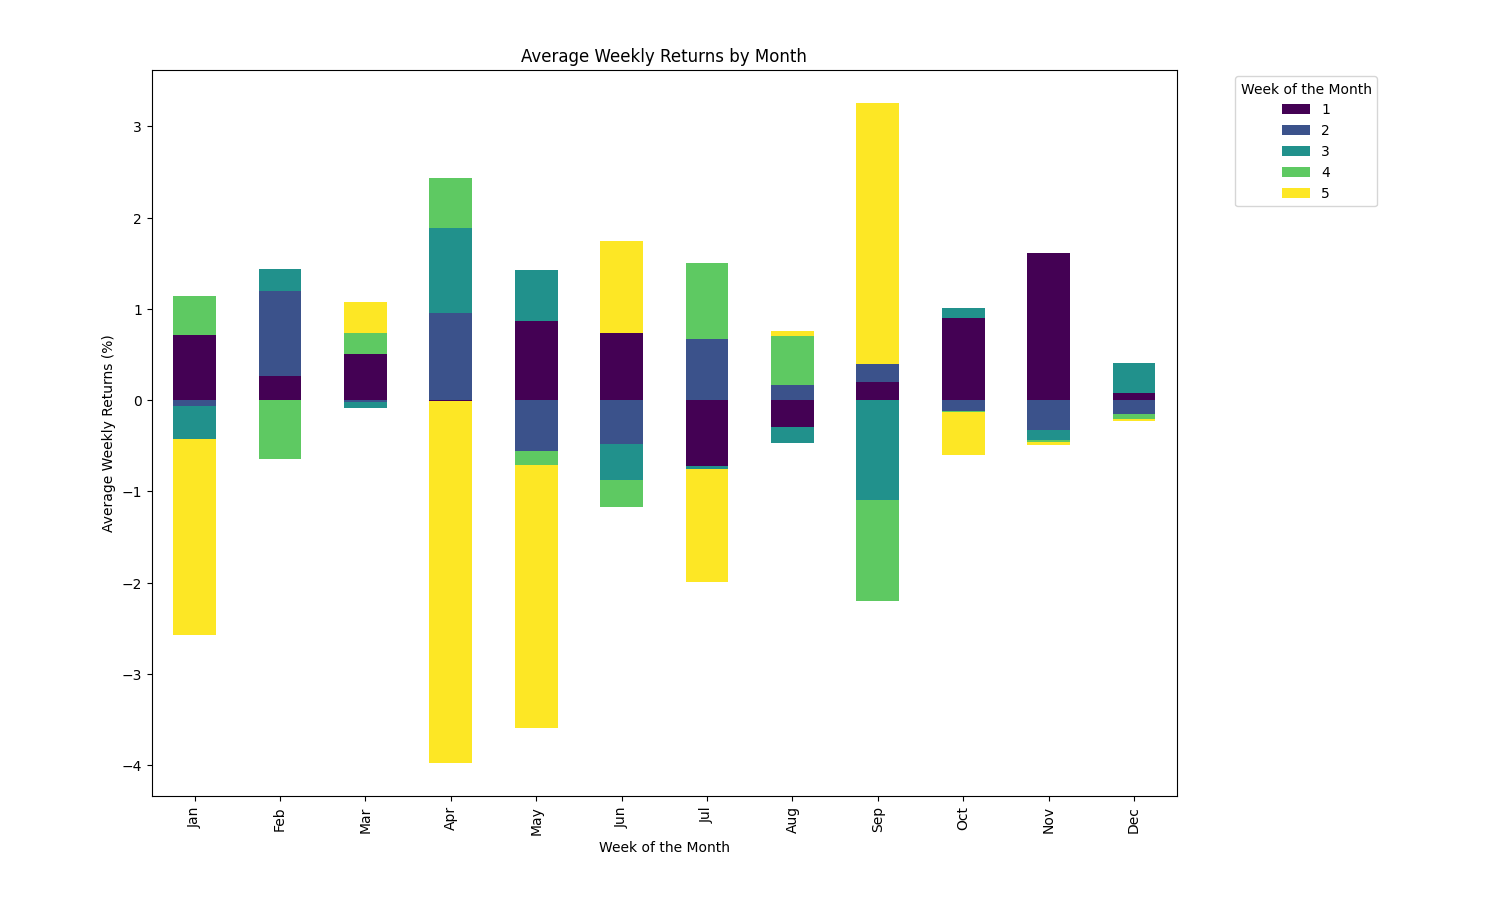 Average Weekly Returns by Month
Week of the Month
1
2
3
4
5
Average Weekly Returns (%)
3
2
1
0
−1
−2
−3
−4
Jan
Feb
Mar
Apr
May
Jun
Jul
Aug
Sep
Oct
Nov
Dec
Week of the Month